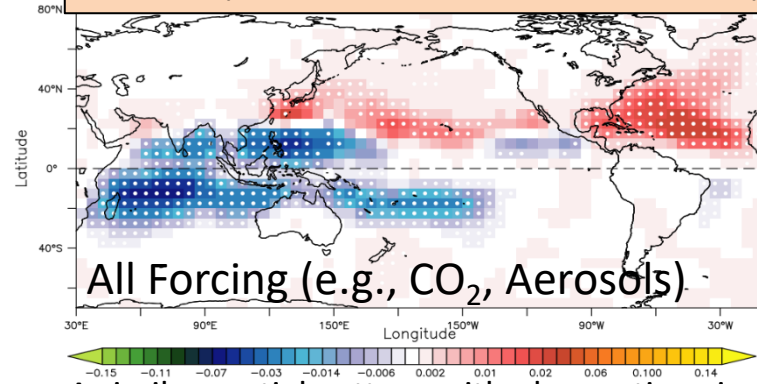 80°N
40°N
Latitude
0°
40°S
All Forcing (e.g., CO₂, Aerosols)
30°E 90°E 150°E 150°W 90°W 30°W
Longitude
−0.15 −0.11 −0.07 −0.03 −0.014 −0.006 0.002 0.01 0.02 0.06 0.100 0.14